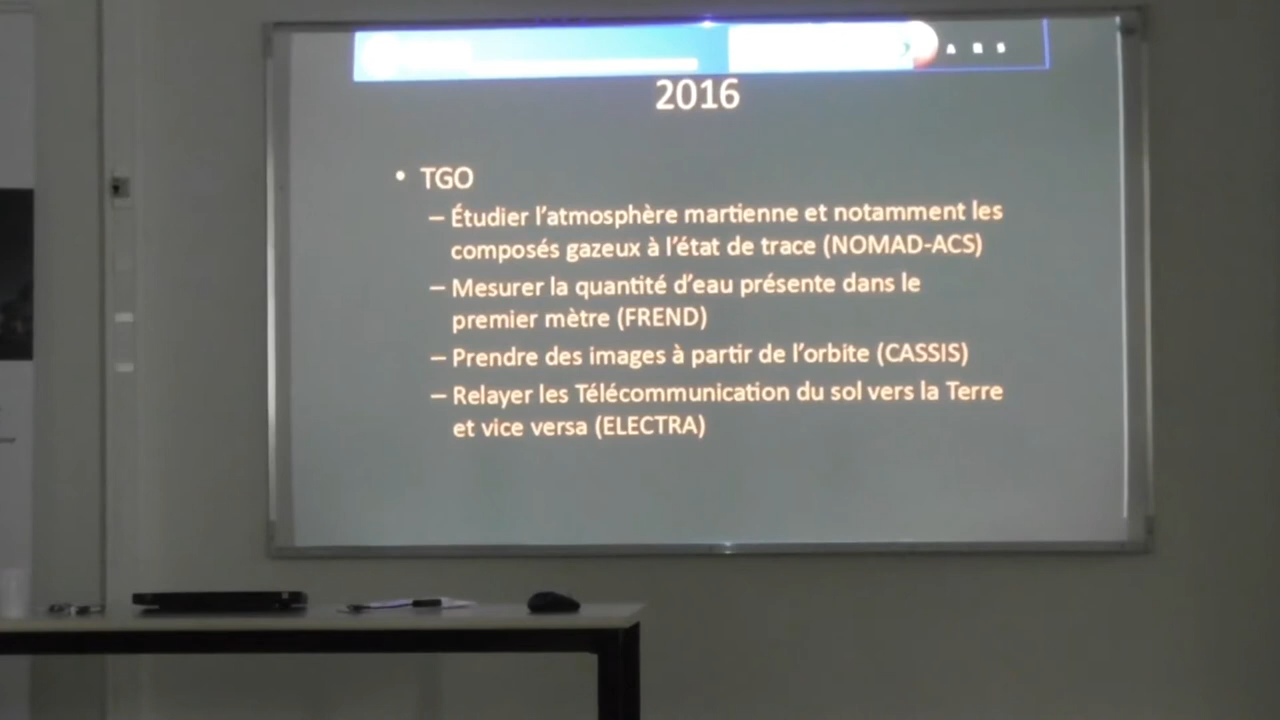 A R S
2016
• TGO
– Étudier l'atmosphère martienne et notamment les
composés gazeux à l'état de trace (NOMAD-ACS)
– Mesurer la quantité d'eau présente dans le
premier mètre (FREND)
– Prendre des images à partir de l'orbite (CASSIS)
– Relayer les Télécommunication du sol vers la Terre
et vice versa (ELECTRA)